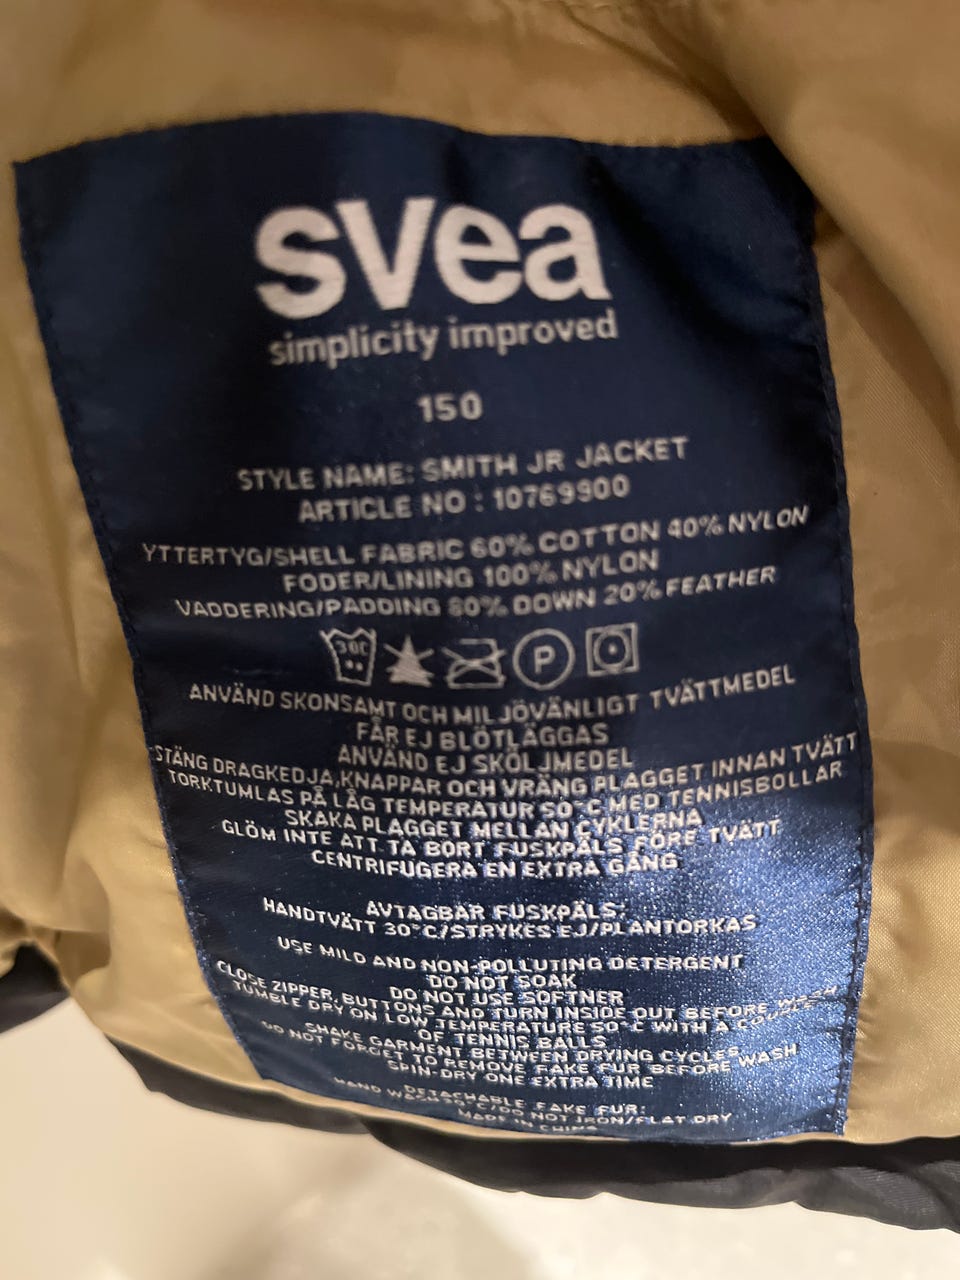 svea
simplicity improved
150
STYLE NAME: SMITH JR JACKET
ARTICLE NO : 10769900
YTTERTYG/SHELL FABRIC 60% COTTON 40% NYLON
FODER/LINING 100% NYLON
VADDERING/PADDING 80% DOWN 20% FEATHER
30C P
ANVÄND SKONSAMT OCH MILJÖVÄNLIGT TVÄTTMEDEL
FÅR EJ BLÖTLÄGGAS
ANVÄND EJ SKÖLJMEDEL
STÄNG DRAGKEDJA,KNAPPAR OCH VRÄNG PLAGGET INNAN TVÄTT
TORKTUMLAS PÅ LÅG TEMPERATUR 50°C MED TENNISBOLLAR
SKAKA PLAGGET MELLAN CYKLERNA
GLÖM INTE ATT TA BORT FUSKPÄLS FÖRE TVÄTT
CENTRIFUGERA EN EXTRA GÅNG
AVTAGBAR FUSKPÄLS:
HANDTVÄTT 30°C/STRYKES EJ/PLANTORKAS
USE MILD AND NON-POLLUTING DETERGENT
DO NOT SOAK
DO NOT USE SOFTNER
CLOSE ZIPPER, BUTTONS AND TURN INSIDE OUT BEFORE WASH
TUMBLE DRY ON LOW TEMPERATURE 50°C WITH A COUPLE
OF TENNIS BALLS
SHAKE GARMENT BETWEEN DRYING CYCLES
DO NOT FORGET TO REMOVE FAKE FUR BEFORE WASH
SPIN-DRY ONE EXTRA TIME
DETACHABLE FAKE FUR:
HAND WASH 30°C/DO NOT IRON/FLAT DRY
MADE IN CHINA